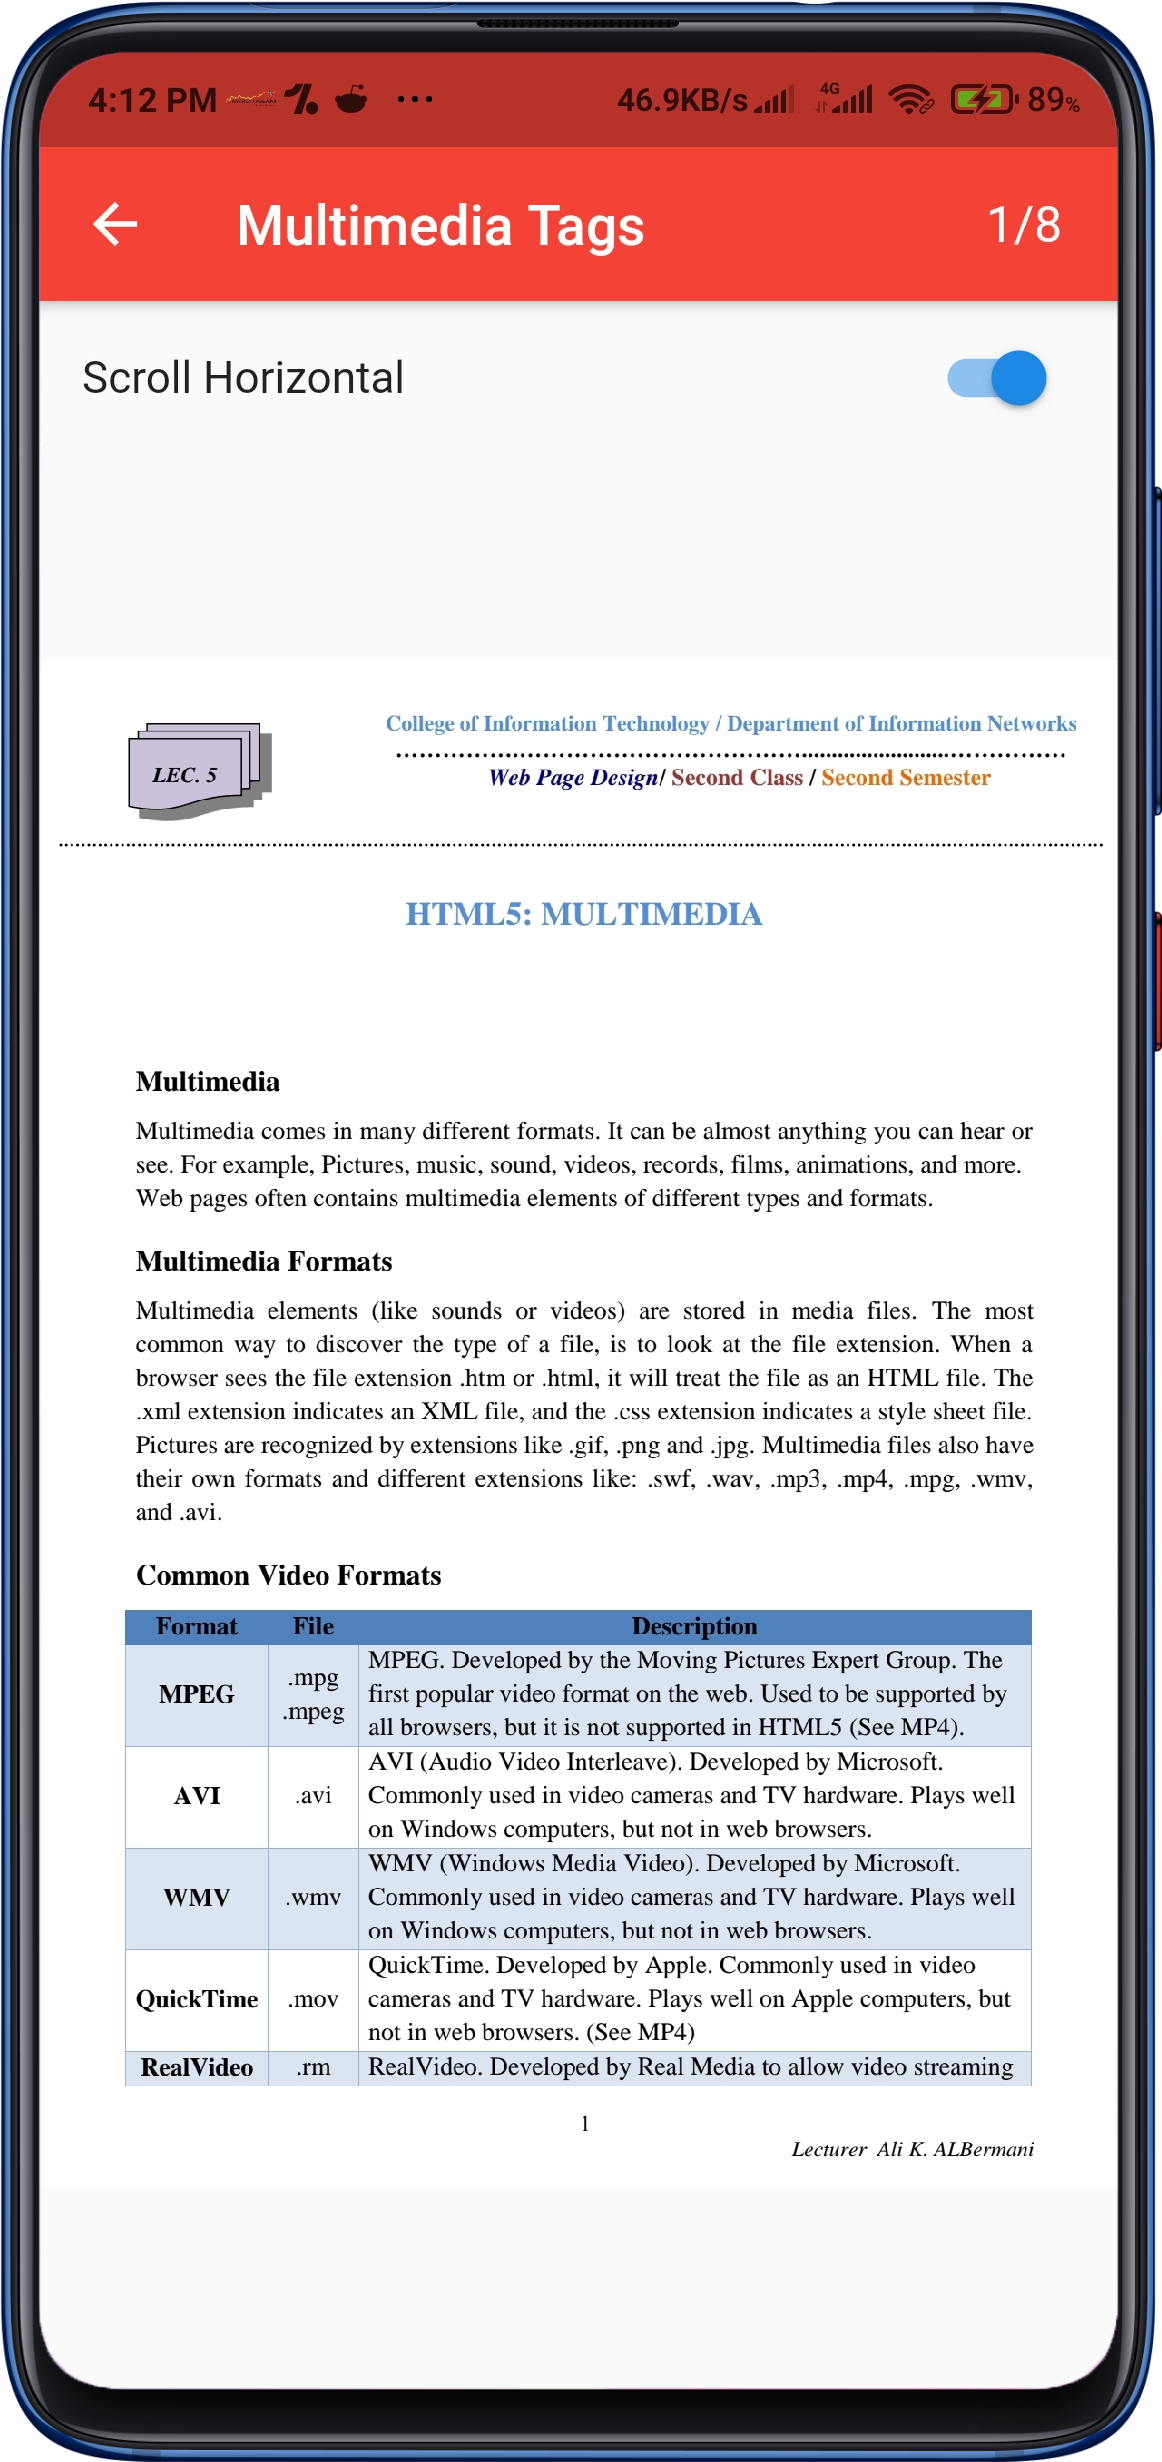 4:12 PM ... 46.9KB/s 4G 89%
Multimedia Tags 1/8
Scroll Horizontal
LEC. 5
College of Information Technology / Department of Information Networks
Web Page Design/ Second Class / Second Semester
HTML5: MULTIMEDIA
Multimedia
Multimedia comes in many different formats. It can be almost anything you can hear or
see. For example, Pictures, music, sound, videos, records, films, animations, and more.
Web pages often contains multimedia elements of different types and formats.
Multimedia Formats
Multimedia elements (like sounds or videos) are stored in media files. The most
common way to discover the type of a file, is to look at the file extension. When a
browser sees the file extension .htm or .html, it will treat the file as an HTML file. The
.xml extension indicates an XML file, and the .css extension indicates a style sheet file.
Pictures are recognized by extensions like .gif, .png and .jpg. Multimedia files also have
their own formats and different extensions like: .swf, .wav, .mp3, .mp4, .mpg, .wmv,
and .avi.
Common Video Formats
Format File Description
MPEG
.mpg
.mpeg
MPEG. Developed by the Moving Pictures Expert Group. The
first popular video format on the web. Used to be supported by
all browsers, but it is not supported in HTML5 (See MP4).
AVI
.avi
AVI (Audio Video Interleave). Developed by Microsoft.
Commonly used in video cameras and TV hardware. Plays well
on Windows computers, but not in web browsers.
WMV
.wmv
WMV (Windows Media Video). Developed by Microsoft.
Commonly used in video cameras and TV hardware. Plays well
on Windows computers, but not in web browsers.
QuickTime
.mov
QuickTime. Developed by Apple. Commonly used in video
cameras and TV hardware. Plays well on Apple computers, but
not in web browsers. (See MP4)
RealVideo .rm RealVideo. Developed by Real Media to allow video streaming
1
Lecturer Ali K. ALBermani